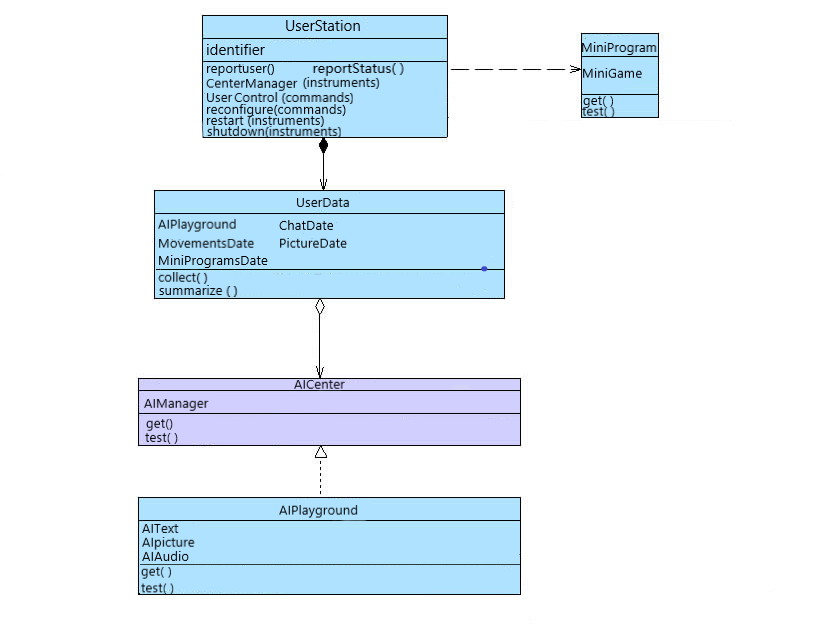 UserStation
identifier
reportuser() reportStatus( )
CenterManager (instruments)
User Control (commands)
reconfigure(commands)
restart (instruments)
shutdown(instruments)
MiniProgram
MiniGame
get( )
test( )
UserData
AIPlayground ChatDate
MovementsDate PictureDate
MiniProgramsDate
collect( )
summarize ( )
AICenter
AIManager
get()
test( )
AIPlayground
AIText
AIpicture
AIAudio
get( )
test( )